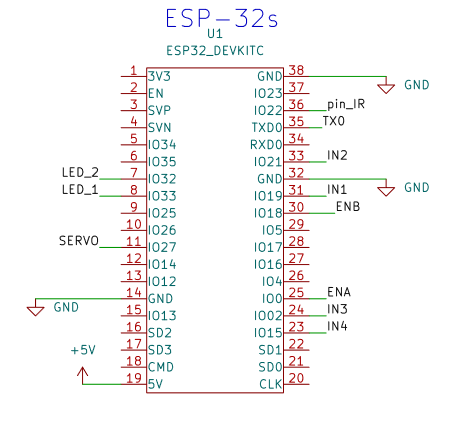 ESP-32s
U1
ESP32_DEVKITC
1 3V3 GND 38 GND
2 EN IO23 37
3 SVP IO22 36 pin_IR
4 SVN TXD0 35 TX0
5 IO34 RXD0 34
6 IO35 IO21 33 IN2
LED_2 7 IO32 GND 32 GND
LED_1 8 IO33 IO19 31 IN1
9 IO25 IO18 30 ENB
10 IO26 IO5 29
SERVO 11 IO27 IO17 28
12 IO14 IO16 27
13 IO12 IO4 26
GND 14 GND IO0 25 ENA
15 IO13 IO02 24 IN3
16 SD2 IO15 23 IN4
17 SD3 SD1 22
18 CMD SD0 21
+5V 19 5V CLK 20